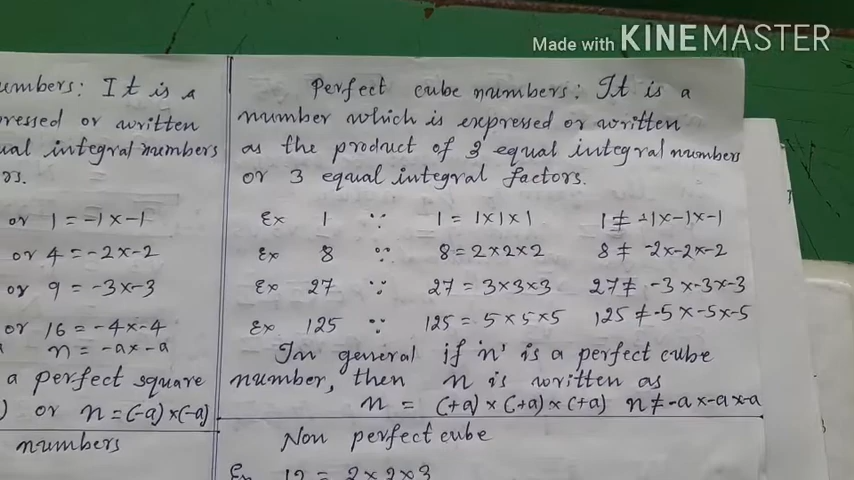 Made with KINEMASTER
umbers: It is a
ressed or written
ual integral numbers
rs.
or 1 = -1 x -1
or 4 = -2 x -2
or 9 = -3 x -3
or 16 = -4 x -4
n = -a x -a
a perfect square
) or n = (-a) x (-a)
numbers
Perfect cube numbers: It is a
number which is expressed or written
as the product of 3 equal integral numbers
or 3 equal integral factors.
Ex 1 ∵ 1 = 1 x 1 x 1 1 ≠ -1 x -1 x -1
Ex 8 ∵ 8 = 2 x 2 x 2 8 ≠ -2 x -2 x -2
Ex 27 ∵ 27 = 3 x 3 x 3 27 ≠ -3 x -3 x -3
Ex 125 ∵ 125 = 5 x 5 x 5 125 ≠ -5 x -5 x -5
In general if 'n' is a perfect cube
number, then n is written as
n = (+a) x (+a) x (+a) n ≠ -a x -a x -a
Non perfect cube
Ex 12 = 2 x 2 x 3